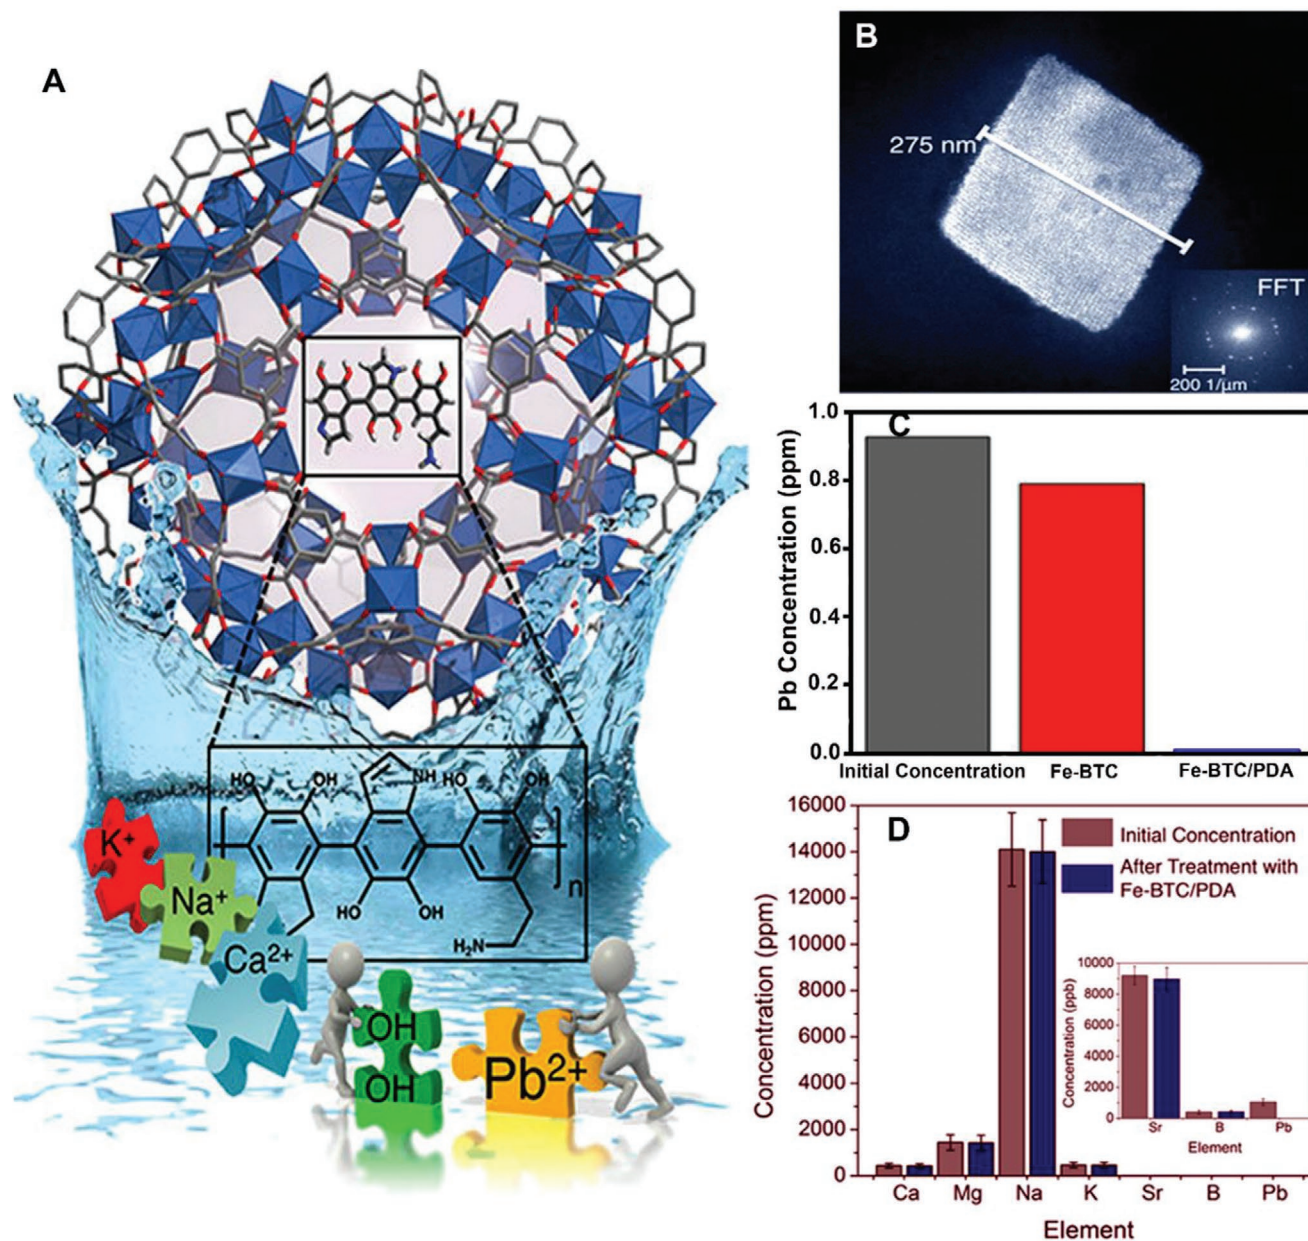 A
HO
OH
NH
HO
OH
n
HO
OH
H₂N
K⁺
Na⁺
Ca²⁺
OH
OH
Pb²⁺
B
275 nm
FFT
200 1/μm
C
Pb Concentration (ppm)
1.0
0.8
0.6
0.4
0.2
0.0
Initial Concentration
Fe-BTC
Fe-BTC/PDA
D
Initial Concentration
After Treatment with
Fe-BTC/PDA
Concentration (ppm)
16000
14000
12000
10000
8000
6000
4000
2000
0
Ca
Mg
Na
K
Sr
B
Pb
Element
Concentration (ppb)
10000
8000
6000
4000
2000
0
Sr
B
Pb
Element